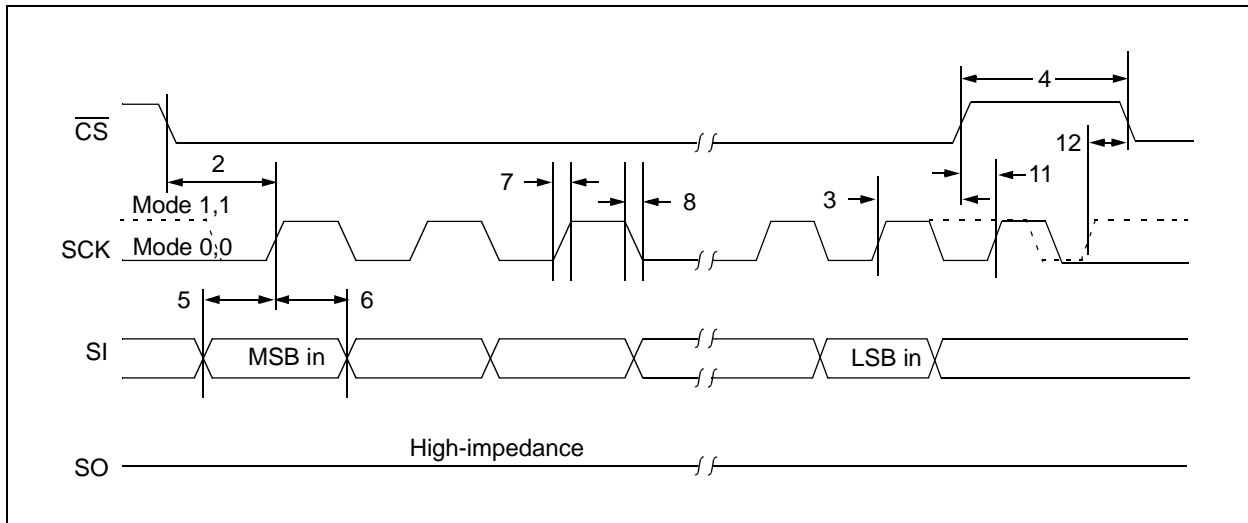 4
CS
12
2
7
8
3
11
Mode 1,1
SCK
Mode 0,0
5
6
SI
MSB in
LSB in
High-impedance
SO